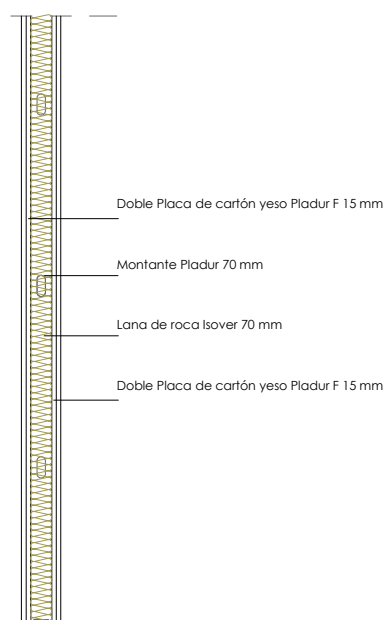 Doble Placa de cartón yeso Pladur F 15 mm
Montante Pladur 70 mm
Lana de roca Isover 70 mm
Doble Placa de cartón yeso Pladur F 15 mm